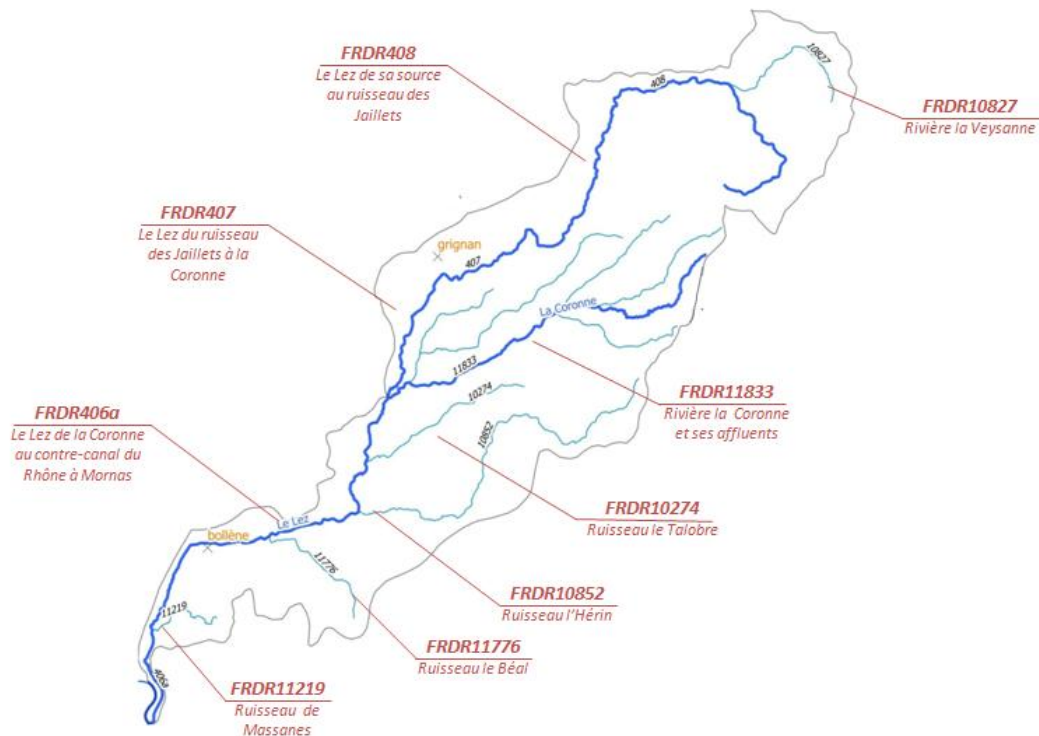 FRDR408
Le Lez de sa source
au ruisseau des
Jaillets
408
10827
FRDR10827
Rivière la Veysanne
FRDR407
Le Lez du ruisseau
des Jaillets à la
Coronne
grignan
407
La Coronne
11833
FRDR11833
Rivière la Coronne
et ses affluents
10274
10852
FRDR406a
Le Lez de la Coronne
au contre-canal du
Rhône à Mornas
Le Lez
bollène
FRDR10274
Ruisseau le Talobre
11776
FRDR10852
Ruisseau l'Hérin
11219
FRDR11776
Ruisseau le Béal
406a
FRDR11219
Ruisseau de
Massanes